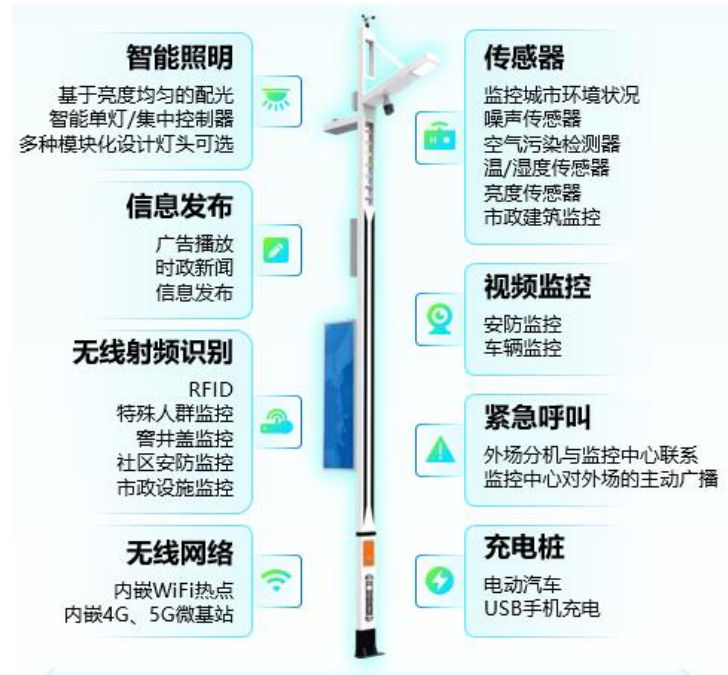 智能照明
基于亮度均匀的配光
智能单灯/集中控制器
多种模块化设计灯头可选
信息发布
广告播放
时政新闻
信息发布
无线射频识别
RFID
特殊人群监控
窨井盖监控
社区安防监控
市政设施监控
无线网络
内嵌WiFi热点
内嵌4G、5G微基站
传感器
监控城市环境状况
噪声传感器
空气污染检测器
温/湿度传感器
亮度传感器
市政建筑监控
视频监控
安防监控
车辆监控
紧急呼叫
外场分机与监控中心联系
监控中心对外场的主动广播
充电桩
电动汽车
USB手机充电